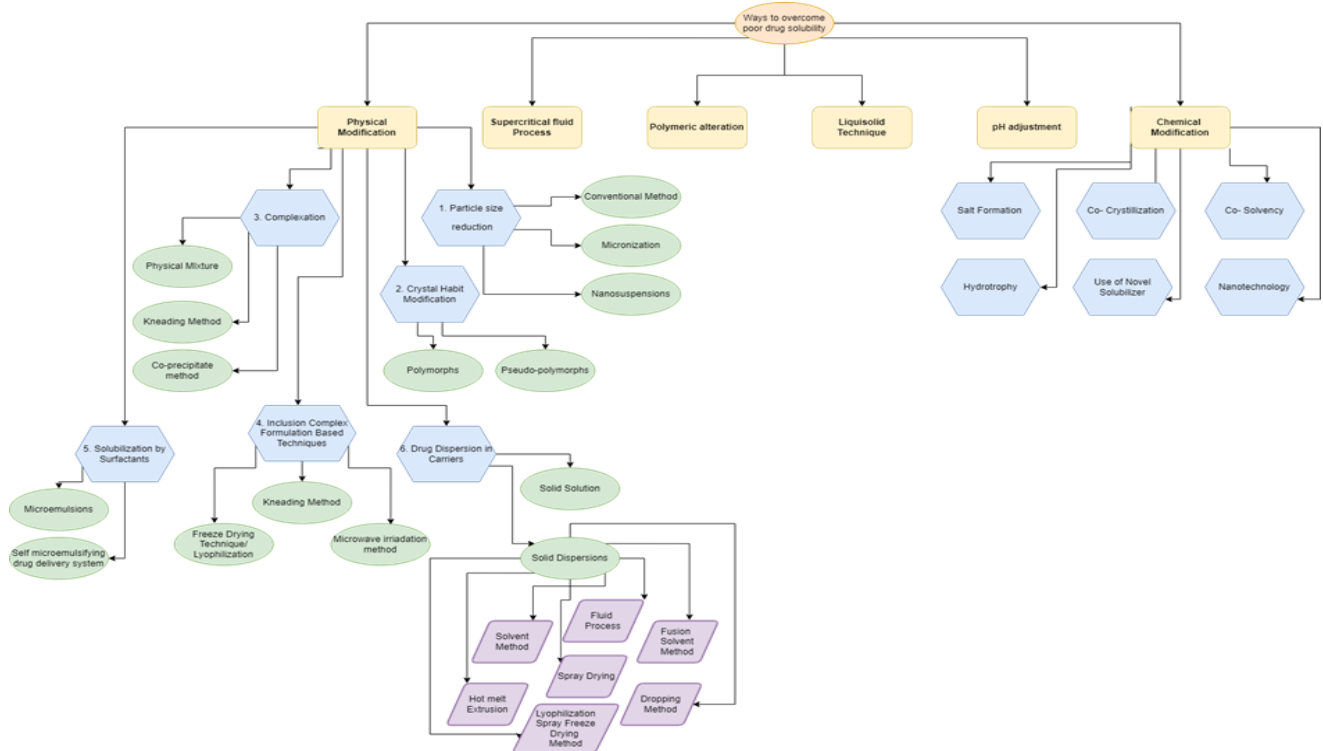 Ways to overcome
poor drug solubility
Physical
Modification
Supercritical fluid
Process
Polymeric alteration
Liquisolid
Technique
pH adjustment
Chemical
Modification
3. Complexation
1. Particle size
reduction
Conventional Method
Micronization
Nanosuspensions
Salt Formation
Co- Crystillization
Co- Solvency
Physical MIxture
Kneading Method
Co-precipitate
method
2. Crystal Habit
Modification
Polymorphs
Pseudo-polymorphs
Hydrotrophy
Use of Novel
Solubilizer
Nanotechnology
5. Solubilization by
Surfactants
4. Inclusion Complex
Formulation Based
Techniques
6. Drug Dispersion in
Carriers
Microemulsions
Self microemulsifying
drug delivery system
Freeze Drying
Technique/
Lyophilization
Kneading Method
Microwave irriadation
method
Solid Solution
Solid Dispersions
Solvent
Method
Fluid
Process
Fusion
Solvent
Method
Spray Drying
Hot melt
Extrusion
Lyophilization
Spray Freeze
Drying
Method
Dropping
Method